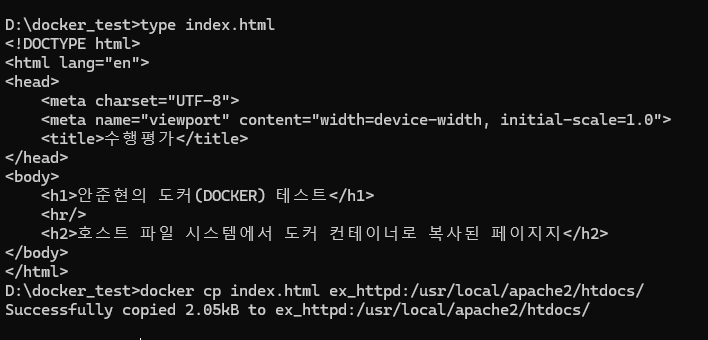 D:\docker_test>type index.html
<!DOCTYPE html>
<html lang="en">
<head>
    <meta charset="UTF-8">
    <meta name="viewport" content="width=device-width, initial-scale=1.0">
    <title>수행평가</title>
</head>
<body>
    <h1>안준현의 도커(DOCKER) 테스트</h1>
    <hr/>
    <h2>호스트 파일 시스템에서 도커 컨테이너로 복사된 페이지지</h2>
</body>
</html>
D:\docker_test>docker cp index.html ex_httpd:/usr/local/apache2/htdocs/
Successfully copied 2.05kB to ex_httpd:/usr/local/apache2/htdocs/